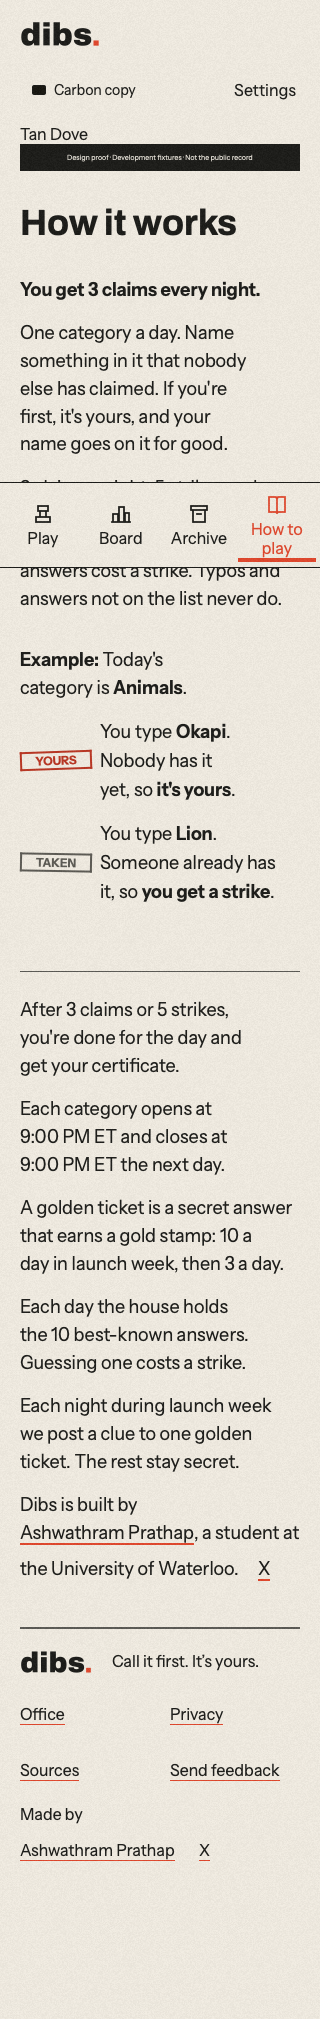 dibs.
Carbon copy
Settings
Tan Dove
Design proof · Development fixtures · Not the public record
How it works
You get 3 claims every night.
One category a day. Name
something in it that nobody
else has claimed. If you're
first, it's yours, and your
name goes on it for good.
Play
Board
Archive
How to
play
answers cost a strike. Typos and
answers not on the list never do.
Example: Today's
category is Animals.
YOURS
You type Okapi.
Nobody has it
yet, so it's yours.
TAKEN
You type Lion.
Someone already has
it, so you get a strike.
After 3 claims or 5 strikes,
you're done for the day and
get your certificate.
Each category opens at
9:00 PM ET and closes at
9:00 PM ET the next day.
A golden ticket is a secret answer
that earns a gold stamp: 10 a
day in launch week, then 3 a day.
Each day the house holds
the 10 best-known answers.
Guessing one costs a strike.
Each night during launch week
we post a clue to one golden
ticket. The rest stay secret.
Dibs is built by
Ashwathram Prathap, a student at
the University of Waterloo. X
dibs. Call it first. It's yours.
Office
Privacy
Sources
Send feedback
Made by
Ashwathram Prathap X